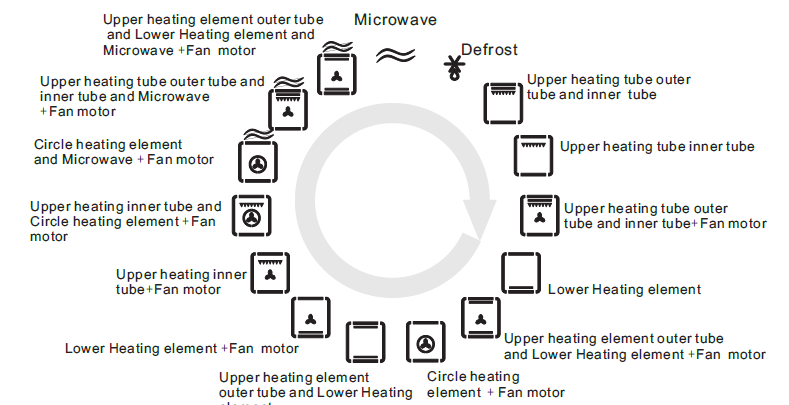 Microwave
Defrost
Upper heating tube outer
tube and inner tube
Upper heating tube inner tube
Upper heating tube outer
tube and inner tube+Fan motor
Lower Heating element
Upper heating element outer tube
and Lower Heating element +Fan motor
Circle heating
element + Fan motor
Upper heating element
outer tube and Lower Heating
Lower Heating element +Fan motor
Upper heating inner
tube+Fan motor
Upper heating inner tube and
Circle heating element +Fan
motor
Circle heating element
and Microwave + Fan motor
Upper heating tube outer tube and
inner tube and Microwave
+Fan motor
Upper heating element outer tube
and Lower Heating element and
Microwave +Fan motor